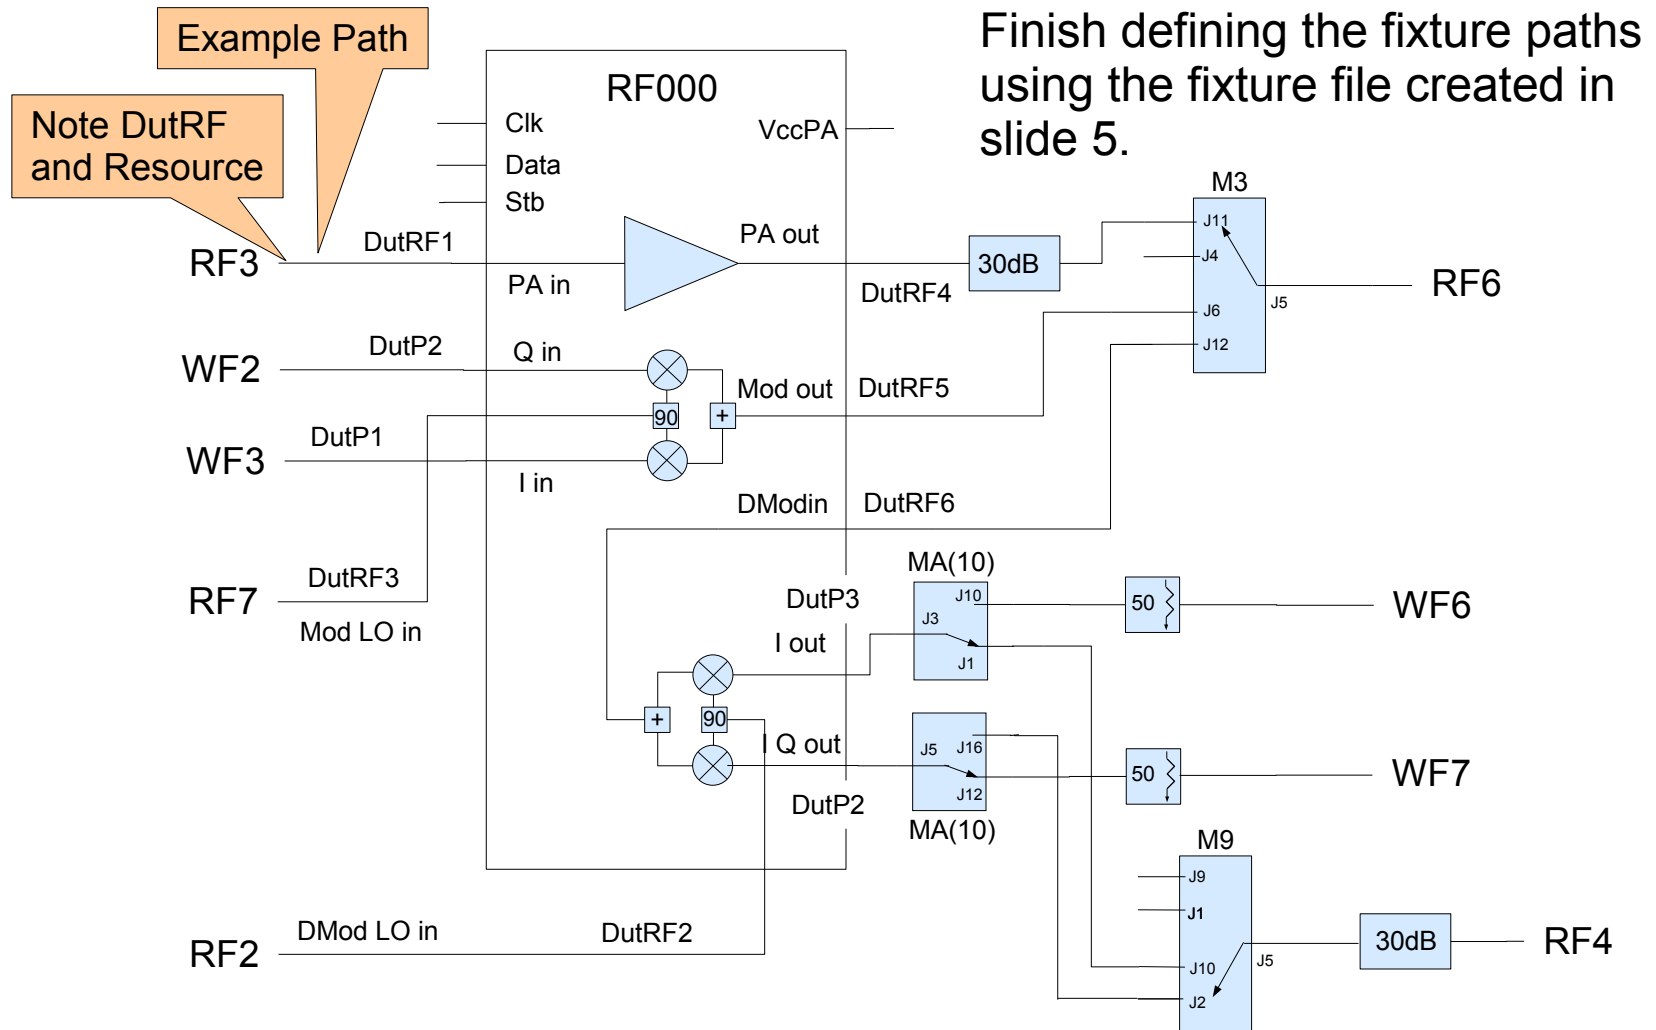 Example Path
Finish defining the fixture paths
using the fixture file created in
slide 5.
Note DutRF
and Resource
RF000
Clk
Data
Stb
VccPA
RF3
DutRF1
PA in
PA out
DutRF4
30dB
M3
J11
J4
J6
J12
J5
RF6
WF2
DutP2
Q in
90
+
Mod out
DutRF5
WF3
DutP1
I in
DModin
DutRF6
RF7
DutRF3
Mod LO in
MA(10)
DutP3
I out
J10
J3
J1
50
WF6
+
90
I Q out
DutP2
J5
J16
J12
MA(10)
50
WF7
M9
J9
J1
J10
J2
J5
30dB
RF4
RF2
DMod LO in
DutRF2